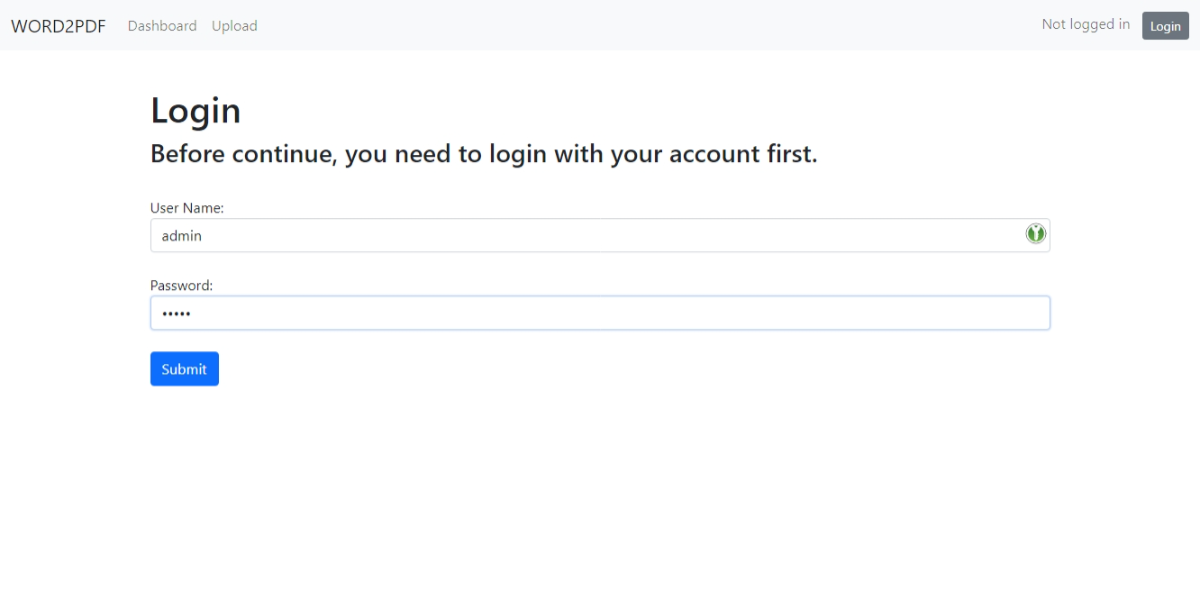 WORD2PDF Dashboard Upload Not logged in Login
Login
Before continue, you need to login with your account first.
User Name:
admin
Password:
•••••
Submit